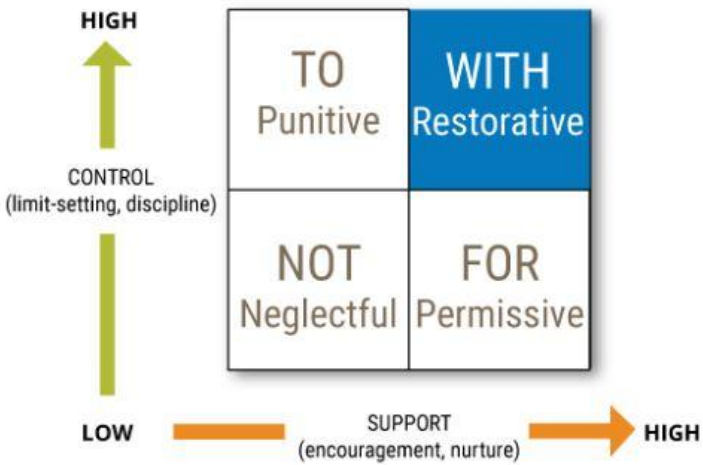 HIGH
TO
Punitive
WITH
Restorative
CONTROL
(limit-setting, discipline)
NOT
Neglectful
FOR
Permissive
LOW
SUPPORT
(encouragement, nurture)
HIGH